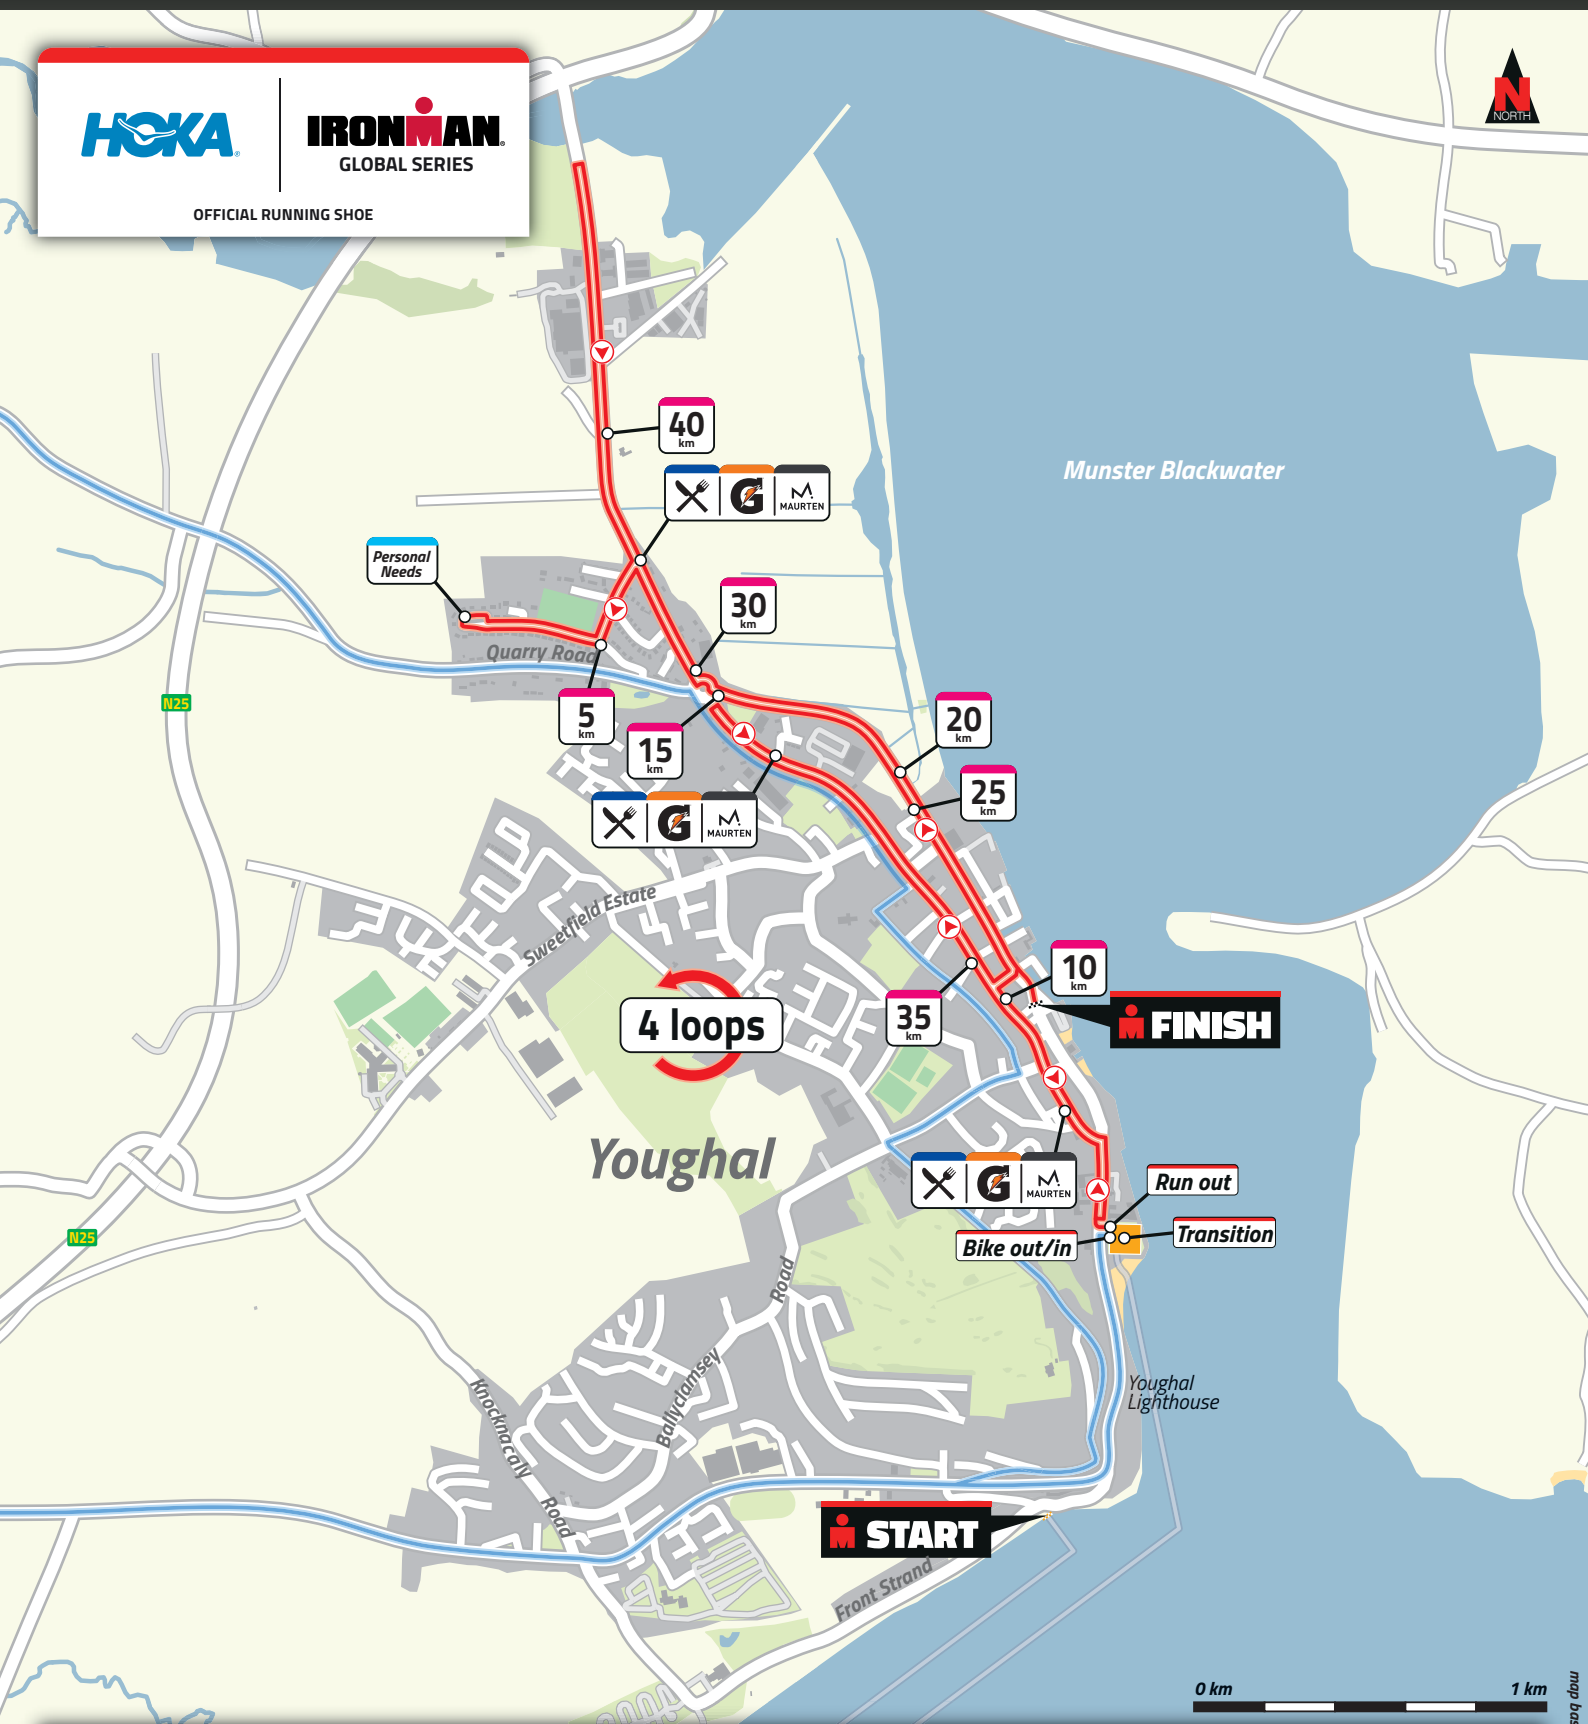 HOKA
IRONMAN
GLOBAL SERIES
OFFICIAL RUNNING SHOE
N
NORTH
40
km
Munster Blackwater
G
MAURTEN
Personal
Needs
30
km
Quarry Road
N25
5
km
15
km
20
km
25
km
G
MAURTEN
Sweetfield Estate
10
km
4 loops
35
km
FINISH
Youghal
G
MAURTEN
Run out
Transition
Bike out/in
N25
Road
Ballyclamsey
Youghal
Lighthouse
Knocknacaly
Road
START
Front Strand
0 km
1 km
map bas